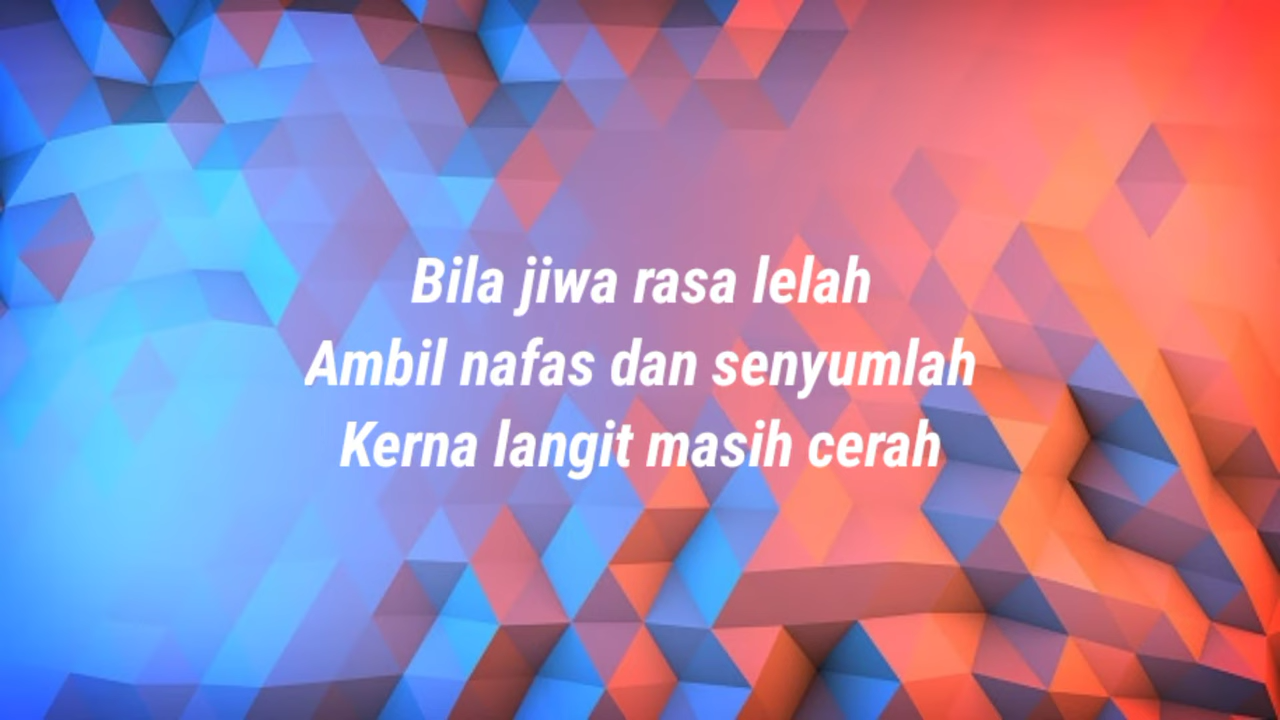 Bila jiwa rasa lelah
Ambil nafas dan senyumlah
Kerna langit masih cerah